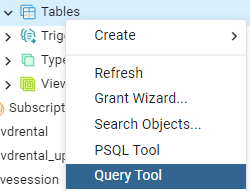 Tables
Create
Trig
Refresh
Type
Grant Wizard...
View
Search Objects...
Subscript
PSQL Tool
vdrental
vdrental_up
Query Tool
vesession